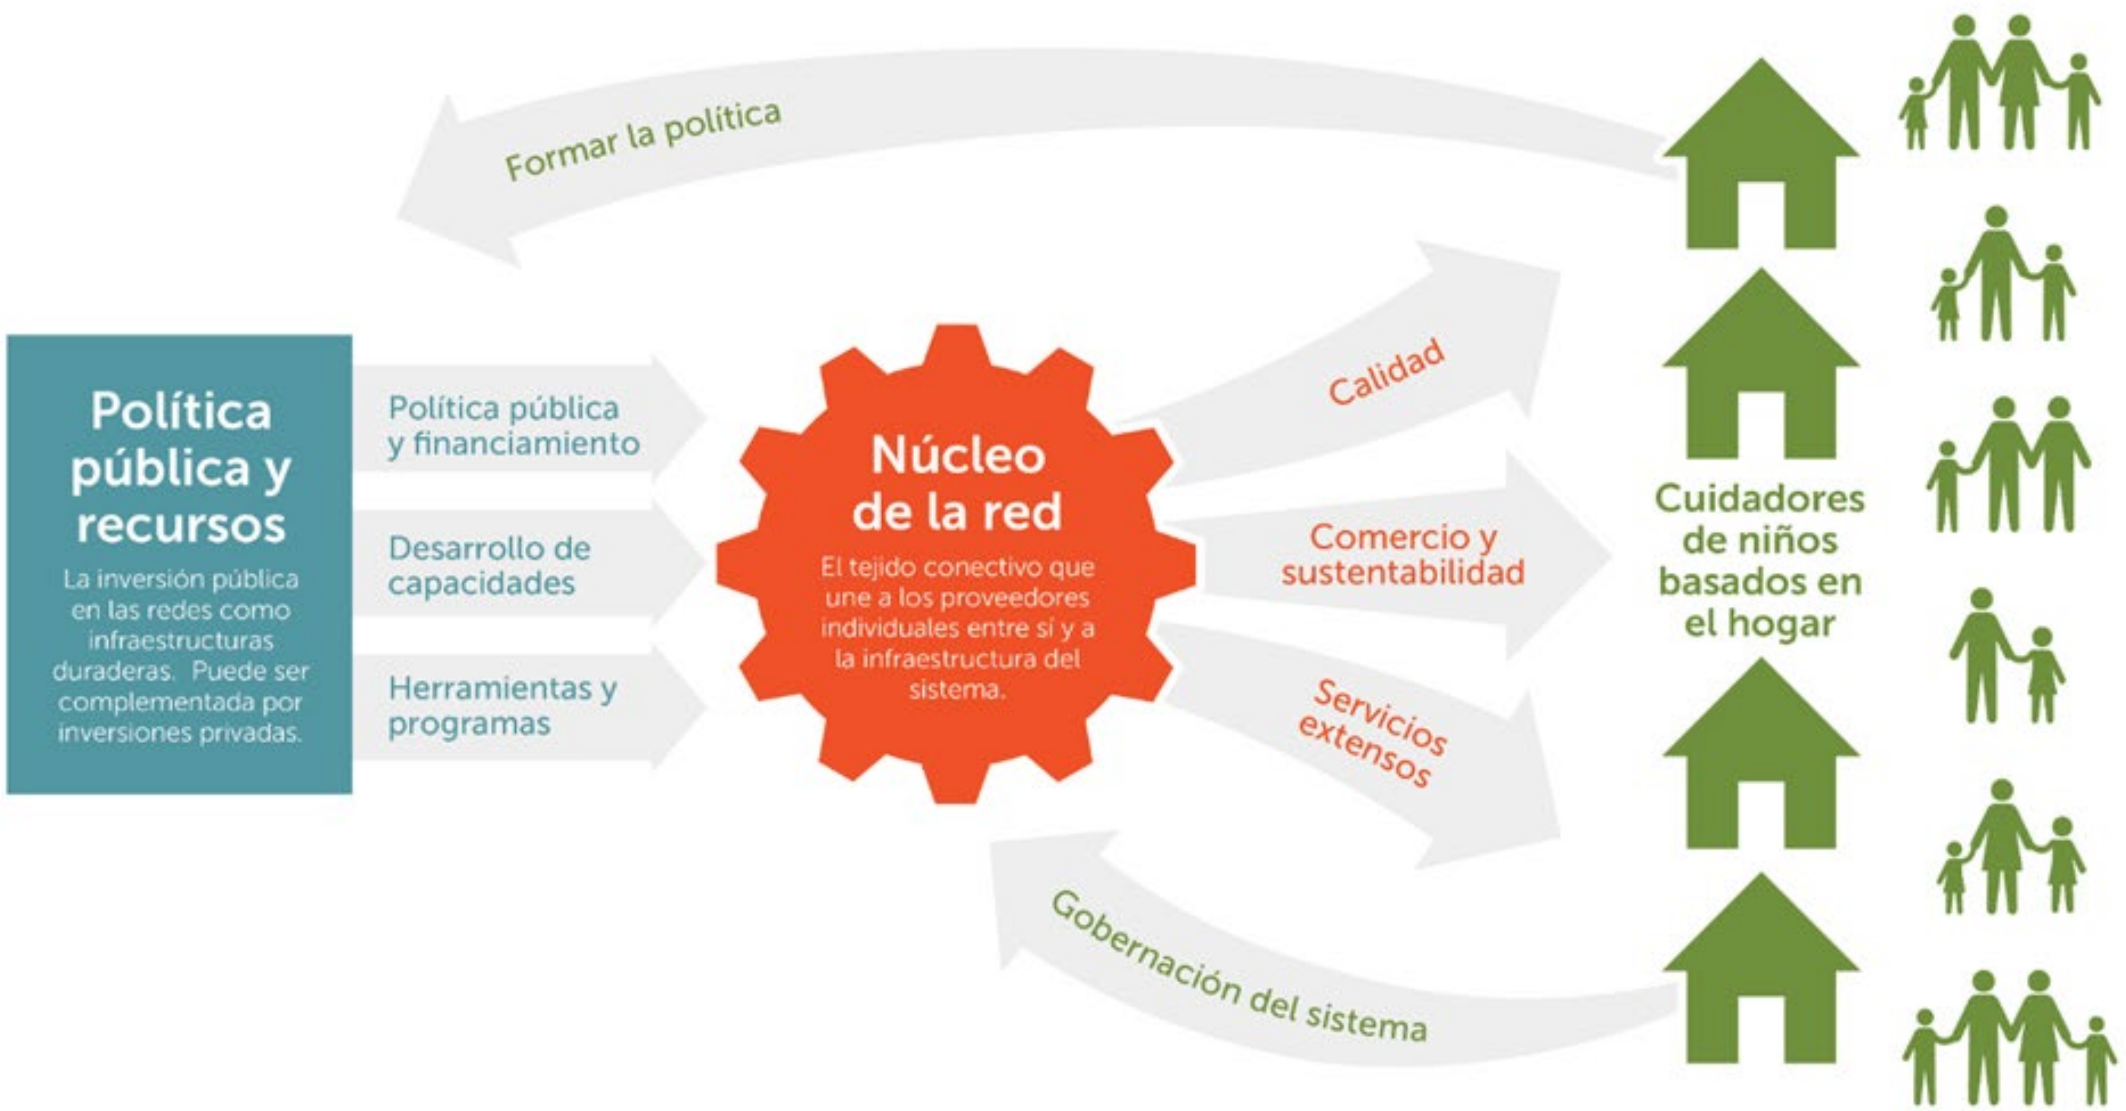 Formar la política
Política
pública y
recursos
La inversión pública
en las redes como
infraestructuras
duraderas. Puede ser
complementada por
inversiones privadas.
Política pública
y financiamiento
Desarrollo de
capacidades
Herramientas y
programas
Núcleo
de la red
El tejido conectivo que
une a los proveedores
individuales entre sí y a
la infraestructura del
sistema.
Calidad
Comercio y
sustentabilidad
Servicios
extensos
Cuidadores
de niños
basados en
el hogar
Gobernación del sistema